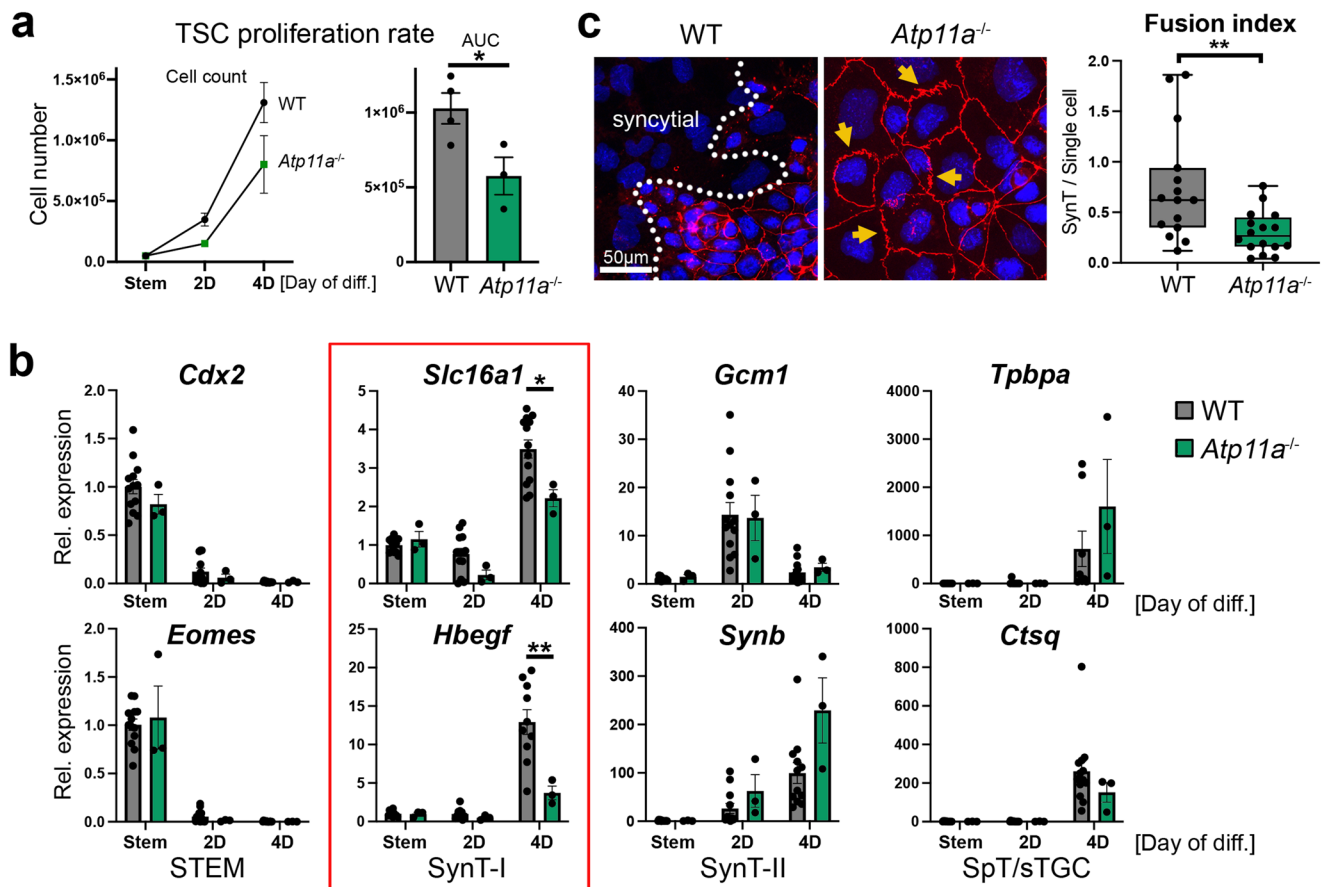 a
TSC proliferation rate
Cell count
WT
Atp11a-/-
Cell number
1.5×10⁶
1.0×10⁶
5.0×10⁵
0.0
Stem 2D 4D [Day of diff.]
AUC
*
1×10⁶
5×10⁵
0
WT Atp11a-/-
c
WT
Atp11a-/-
syncytial
50μm
Fusion index
**
SynT / Single cell
2.0
1.5
1.0
0.5
0.0
WT Atp11a-/-
b
Cdx2
Rel. expression
2.0
1.5
1.0
0.5
0.0
Stem 2D 4D
Slc16a1
*
5
4
3
2
1
0
Stem 2D 4D
Gcm1
40
30
20
10
0
Stem 2D 4D
Tpbpa
4000
3000
2000
1000
0
Stem 2D 4D
[Day of diff.]
WT
Atp11a-/-
Eomes
Rel. expression
2.0
1.5
1.0
0.5
0.0
Stem 2D 4D
STEM
Hbegf
**
25
20
15
10
5
0
Stem 2D 4D
SynT-I
Synb
400
300
200
100
0
Stem 2D 4D
SynT-II
Ctsq
1000
800
600
400
200
0
Stem 2D 4D
[Day of diff.]
SpT/sTGC